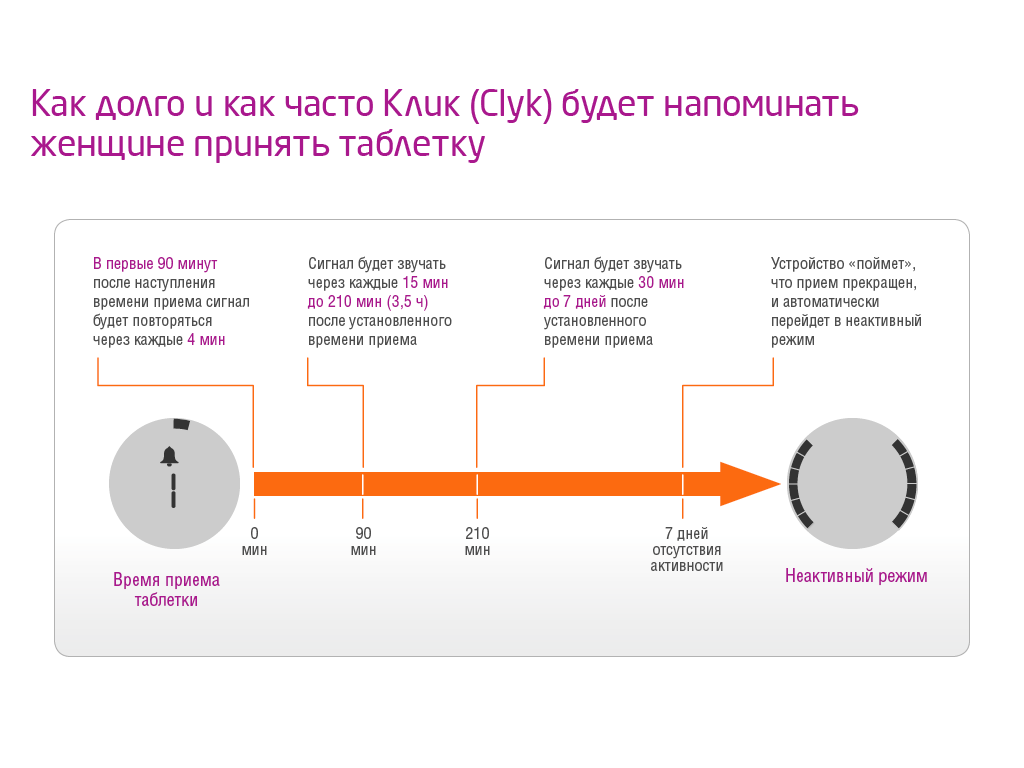 Как долго и как часто Клик (Clyk) будет напоминать
женщине принять таблетку
В первые 90 минут
после наступления
времени приема сигнал
будет повторяться
через каждые 4 мин
Сигнал будет звучать
через каждые 15 мин
до 210 мин (3,5 ч)
после установленного
времени приема
Сигнал будет звучать
через каждые 30 мин
до 7 дней после
установленного
времени приема
Устройство «поймет»,
что прием прекращен,
и автоматически
перейдет в неактивный
режим
1
0
мин
90
мин
210
мин
7 дней
отсутствия
активности
Время приема
таблетки
Неактивный режим